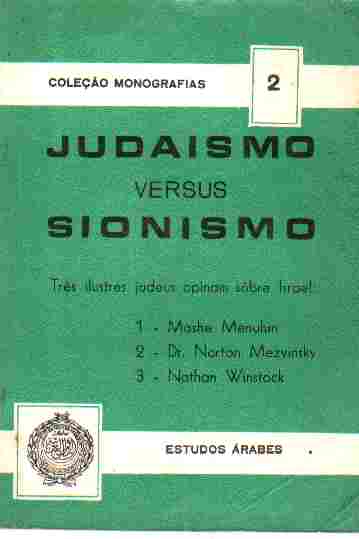 COLEÇÃO MONOGRAFIAS
2
JUDAISMO
VERSUS
SIONISMO
Três ilustres judeus opinam sôbre Israel:
1 - Moshe Menuhin
2 - Dr. Norton Mezvinsky
3 - Nathan Winstock
ESTUDOS ÁRABES